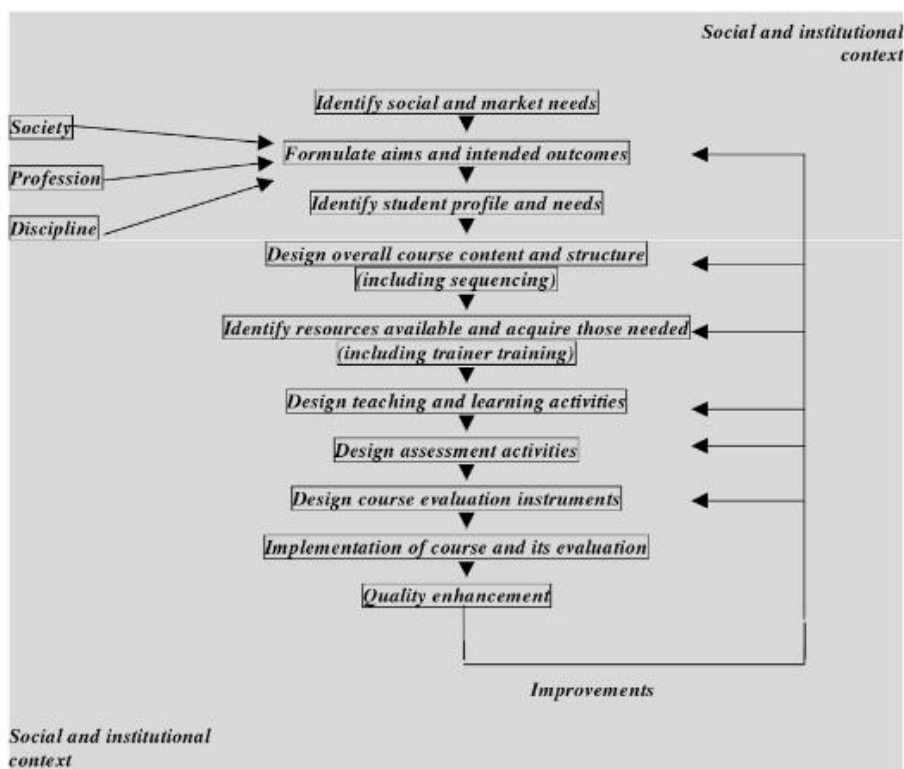 Social and institutional
context
Identify social and market needs
Society
Formulate aims and intended outcomes
Profession
Identify student profile and needs
Discipline
Design overall course content and structure
(including sequencing)
Identify resources available and acquire those needed
(including trainer training)
Design teaching and learning activities
Design assessment activities
Design course evaluation instruments
Implementation of course and its evaluation
Quality enhancement
Improvements
Social and institutional
context